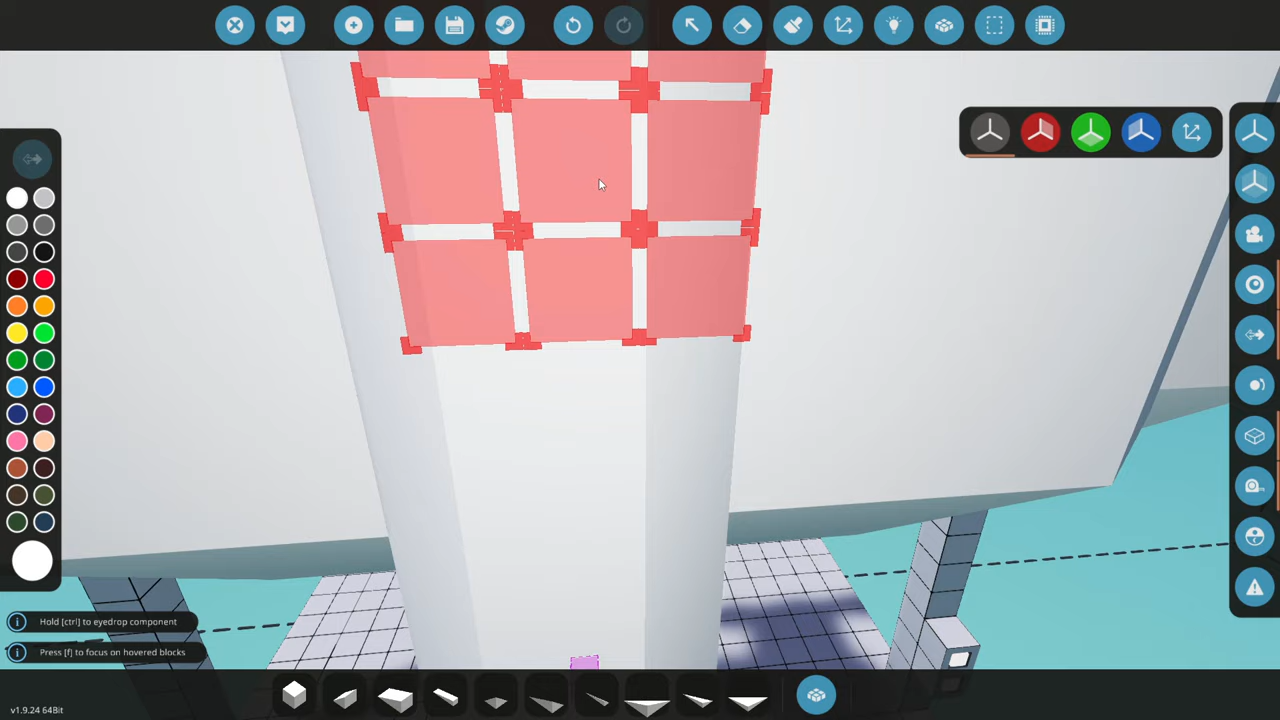 Hold [ctrl] to eyedrop component
Press [f] to focus on hovered blocks
v1.9.24 64Bit